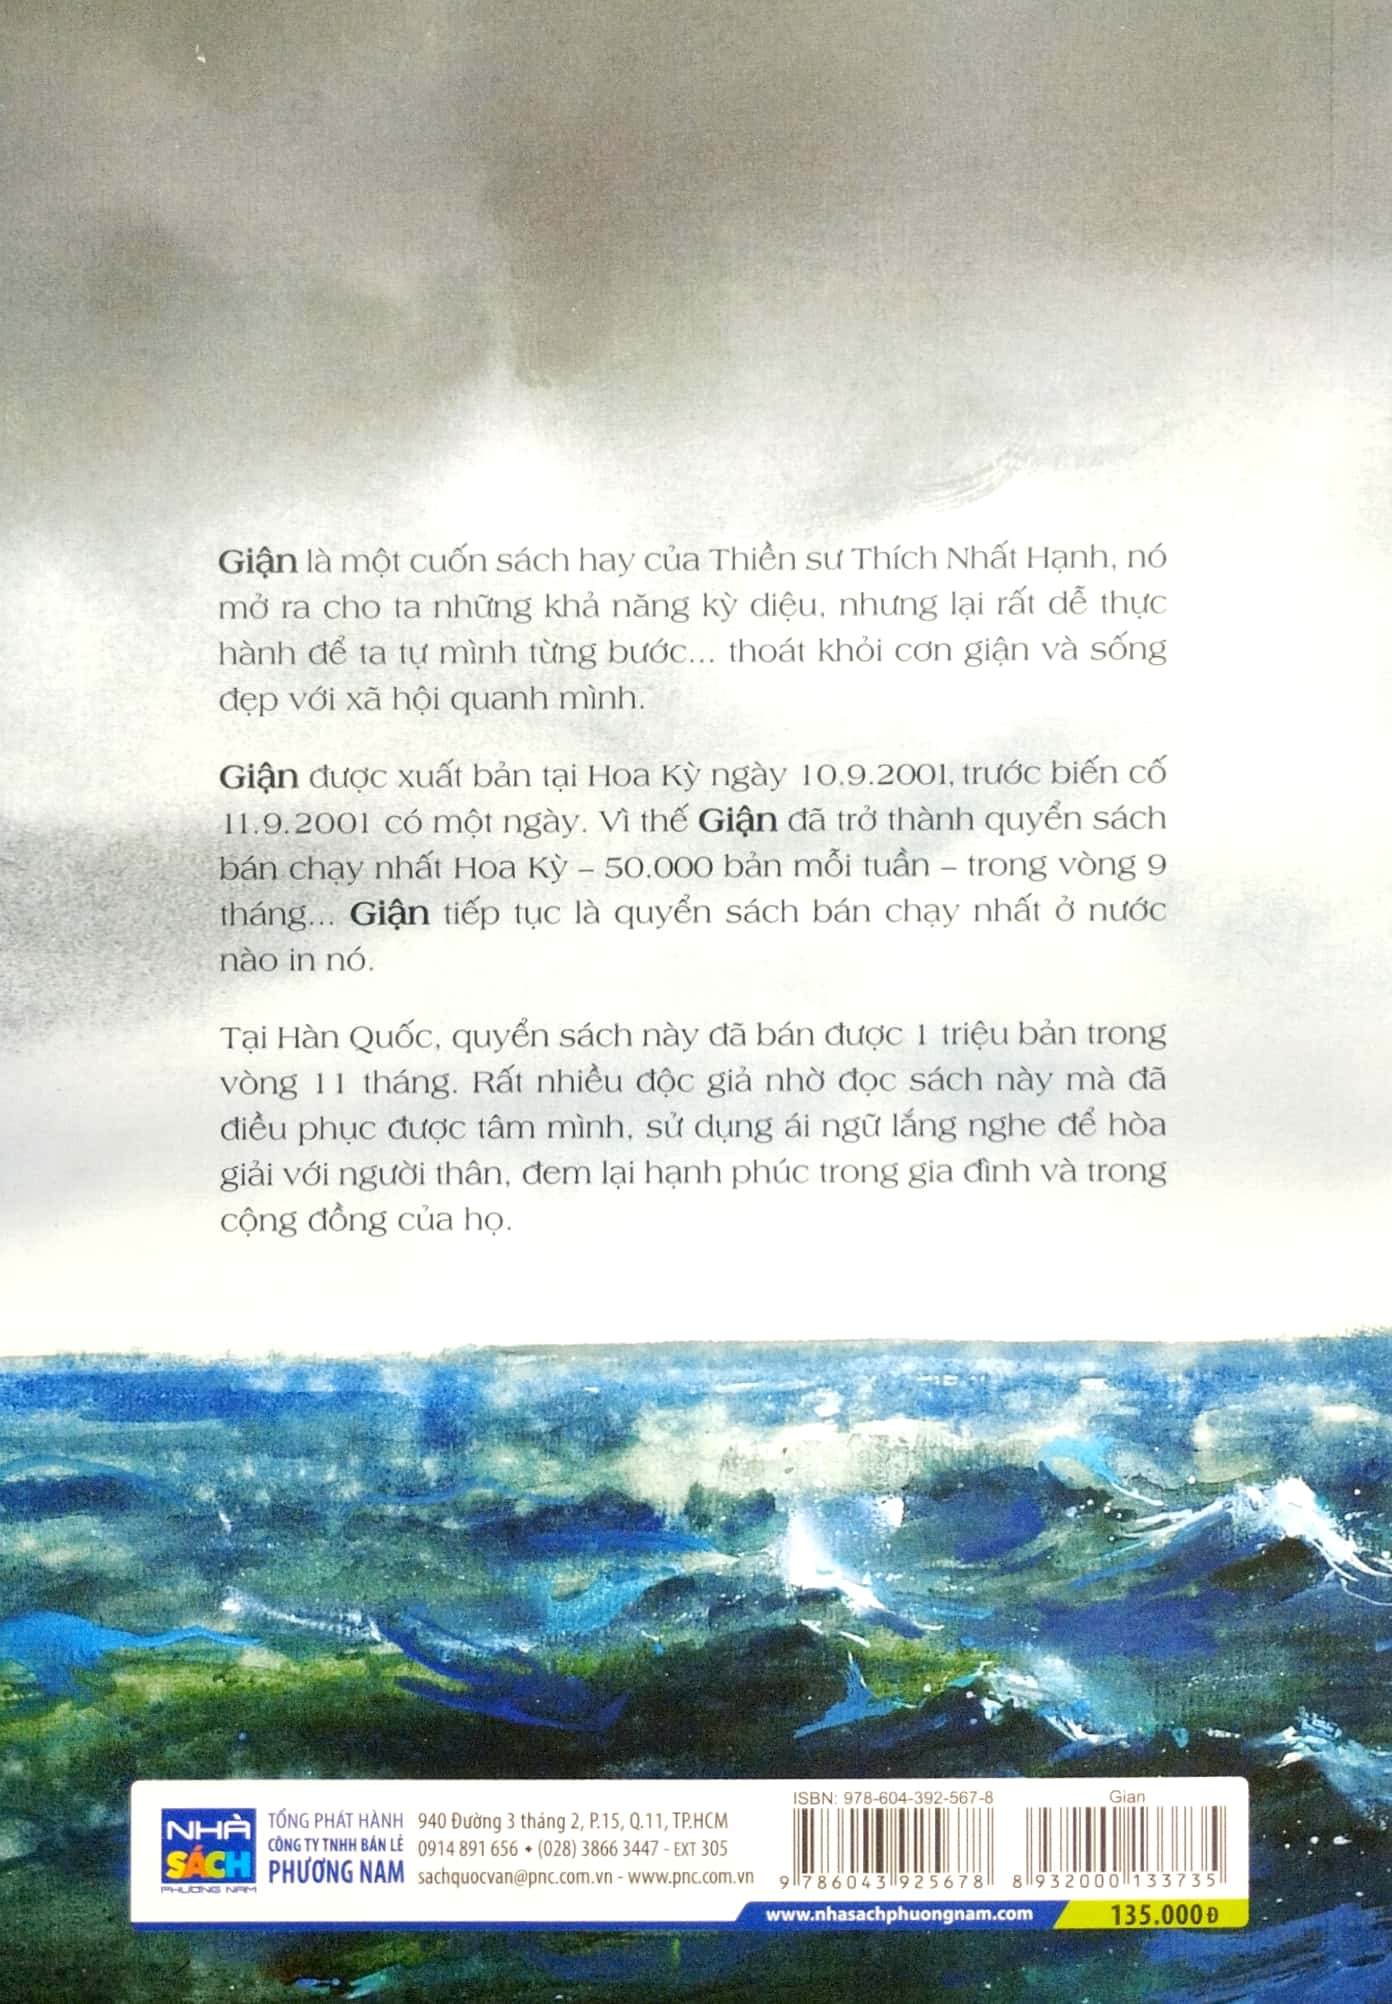 Giận là một cuốn sách hay của Thiền sư Thích Nhất Hạnh, nó
mở ra cho ta những khả năng kỳ diệu, nhưng lại rất dễ thực
hành để ta tự mình từng bước... thoát khỏi cơn giận và sống
đẹp với xã hội quanh mình.
Giận được xuất bản tại Hoa Kỳ ngày 10.9.2001, trước biến cố
11.9.2001 có một ngày. Vì thế Giận đã trở thành quyển sách
bán chạy nhất Hoa Kỳ – 50.000 bản mỗi tuần – trong vòng 9
tháng... Giận tiếp tục là quyển sách bán chạy nhất ở nước
nào in nó.
Tại Hàn Quốc, quyển sách này đã bán được 1 triệu bản trong
vòng 11 tháng. Rất nhiều độc giả nhờ đọc sách này mà đã
điều phục được tâm mình, sử dụng ái ngữ lắng nghe để hòa
giải với người thân, đem lại hạnh phúc trong gia đình và trong
cộng đồng của họ.
NHÀ
SÁCH
PHƯƠNG NAM
TỔNG PHÁT HÀNH
CÔNG TY TNHH BÁN LẺ
PHƯƠNG NAM
940 Đường 3 tháng 2, P.15, Q.11, TP.HCM
0914 891 656 • (028) 3866 3447 - EXT 305
sachquocvan@pnc.com.vn - www.pnc.com.vn
ISBN: 978-604-392-567-8
9 786043 925678
Gian
8 932000 133735
www.nhasachphuongnam.com
135.000 Đ